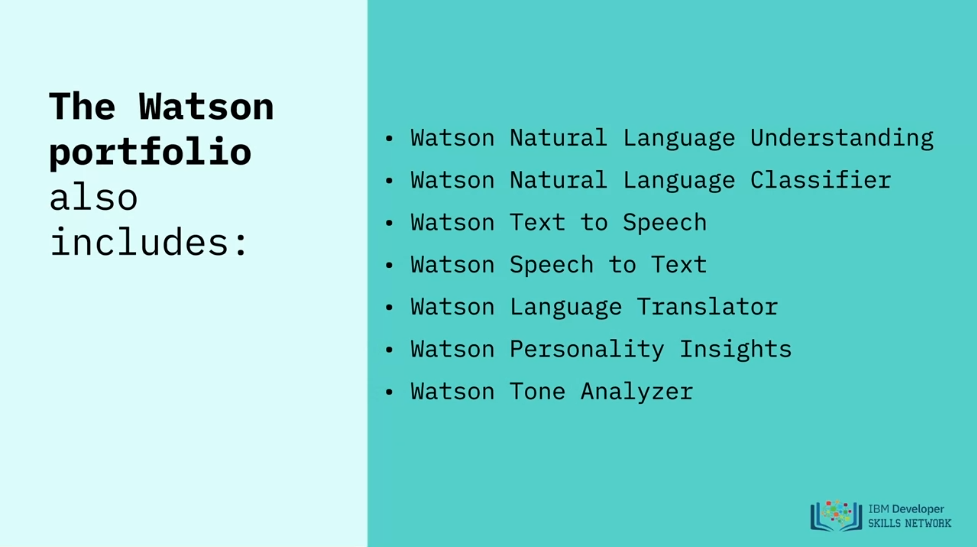 The Watson
portfolio
also
includes:
• Watson Natural Language Understanding
• Watson Natural Language Classifier
• Watson Text to Speech
• Watson Speech to Text
• Watson Language Translator
• Watson Personality Insights
• Watson Tone Analyzer
IBM Developer
SKILLS NETWORK